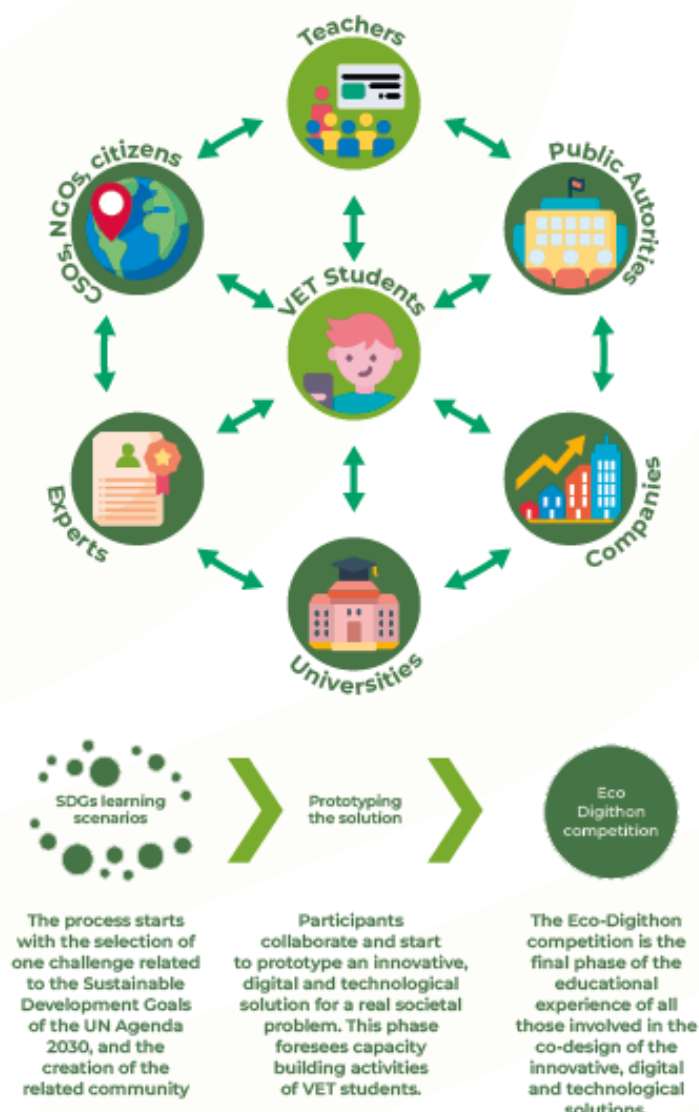 Teachers
CSOs, NGOs, citizens
Public Autorities
VET Students
Experts
Companies
Universities
SDGs learning
scenarios
Prototyping
the solution
Eco
Digithon
competition
The process starts
with the selection of
one challenge related
to the Sustainable
Development Goals
of the UN Agenda
2030, and the
creation of the
related community
Participants
collaborate and start
to prototype an innovative,
digital and technological
solution for a real societal
problem. This phase
foresees capacity
building activities
of VET students.
The Eco-Digithon
competition is the
final phase of the
educational
experience of all
those involved in the
co-design of the
innovative, digital
and technological
solutions